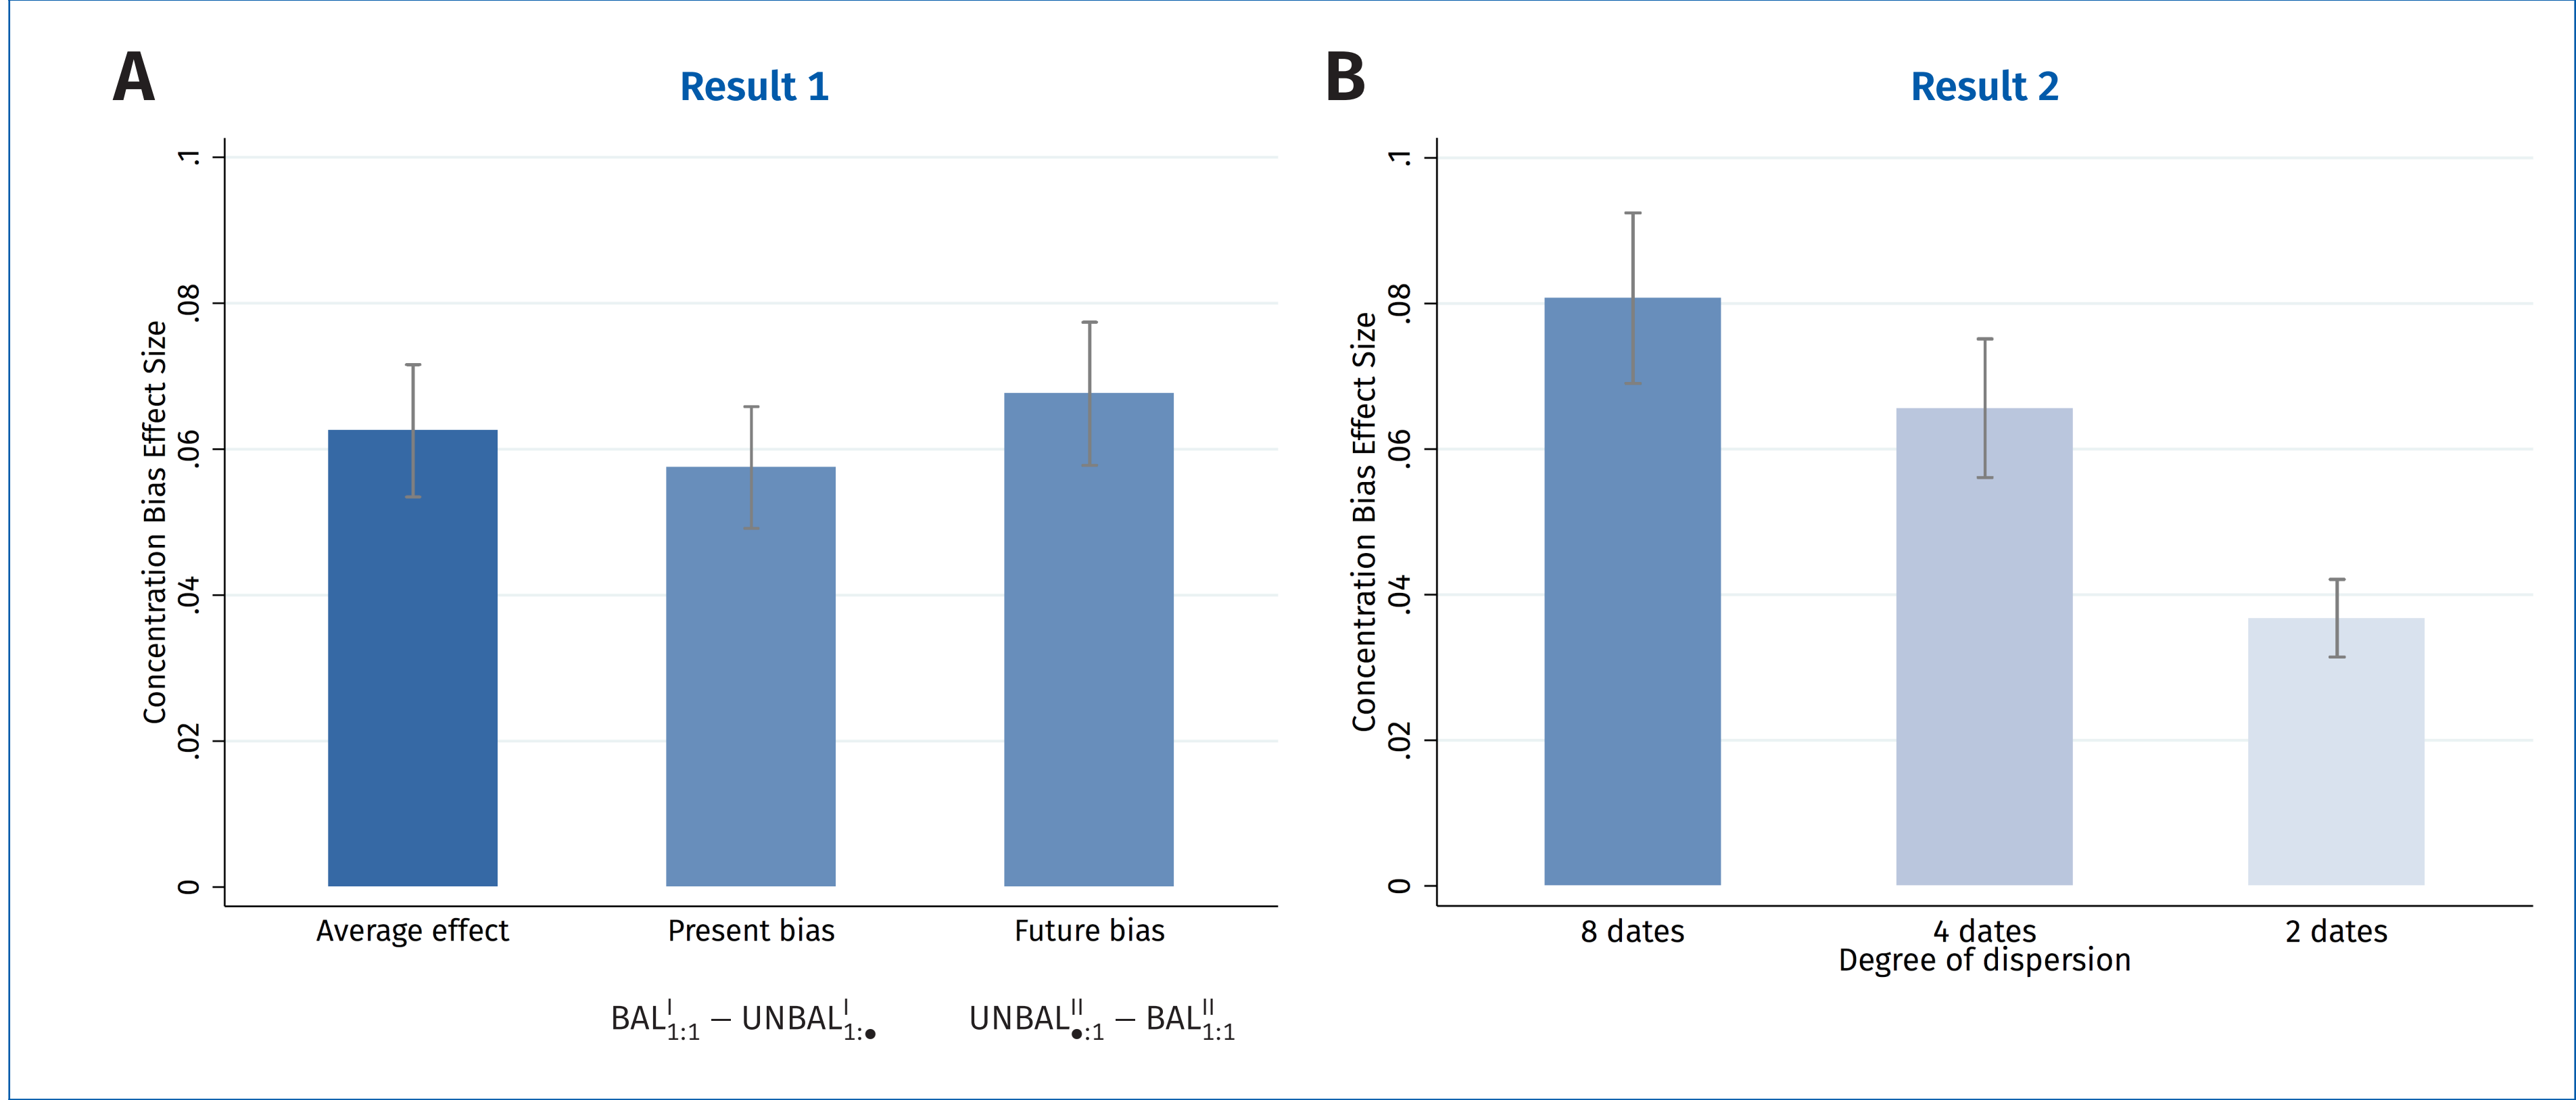 A
Result 1
Concentration Bias Effect Size
.1
.08
.06
.04
.02
0
Average effect
Present bias
Future bias
BAL^I_1:1 – UNBAL^I_1:●
UNBAL^II_●:1 – BAL^II_1:1
B
Result 2
Concentration Bias Effect Size
.1
.08
.06
.04
.02
0
8 dates
4 dates
2 dates
Degree of dispersion